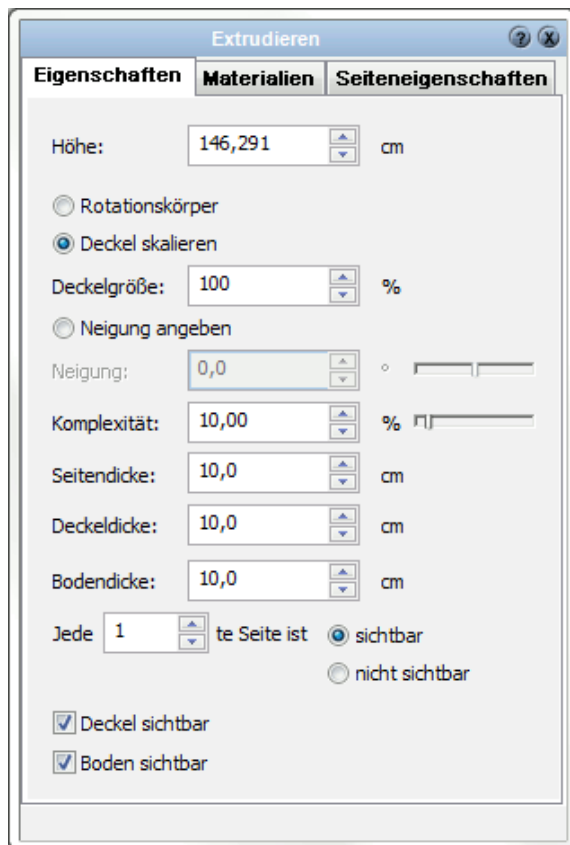 Extrudieren
Eigenschaften Materialien Seiteneigenschaften
Höhe: 146,291 cm
Rotationskörper
Deckel skalieren
Deckelgröße: 100 %
Neigung angeben
Neigung: 0,0 °
Komplexität: 10,00 %
Seitendicke: 10,0 cm
Deckeldicke: 10,0 cm
Bodendicke: 10,0 cm
Jede 1 te Seite ist sichtbar
nicht sichtbar
Deckel sichtbar
Boden sichtbar